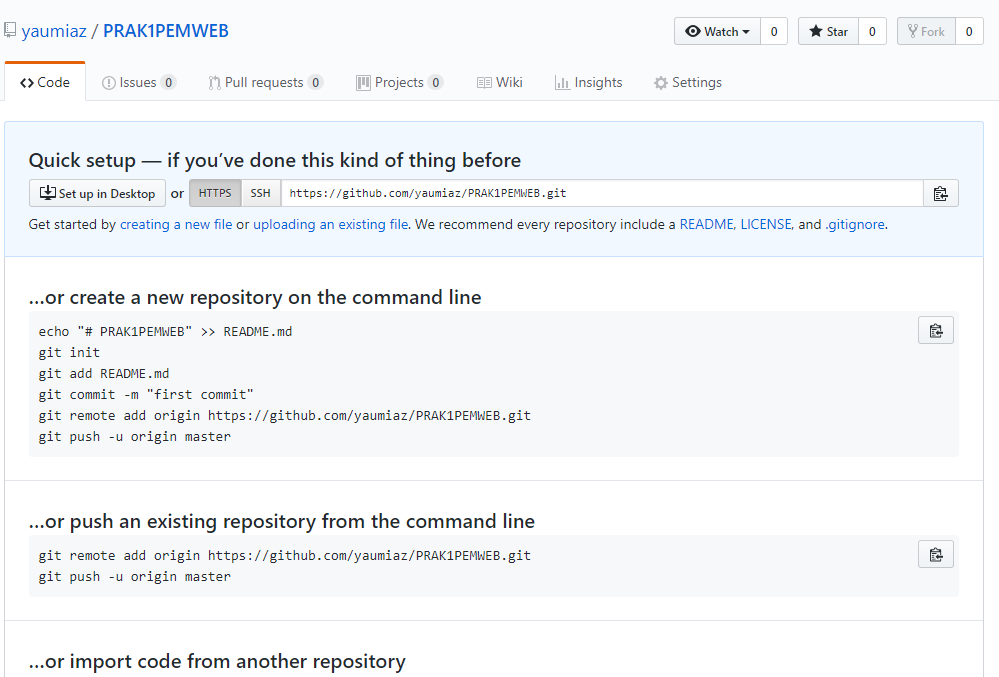 yaumiaz / PRAK1PEMWEB
Watch 0 Star 0 Fork 0
Code Issues 0 Pull requests 0 Projects 0 Wiki Insights Settings
Quick setup — if you’ve done this kind of thing before
Set up in Desktop or HTTPS SSH https://github.com/yaumiaz/PRAK1PEMWEB.git
Get started by creating a new file or uploading an existing file. We recommend every repository include a README, LICENSE, and .gitignore.
…or create a new repository on the command line
echo "# PRAK1PEMWEB" >> README.md
git init
git add README.md
git commit -m "first commit"
git remote add origin https://github.com/yaumiaz/PRAK1PEMWEB.git
git push -u origin master
…or push an existing repository from the command line
git remote add origin https://github.com/yaumiaz/PRAK1PEMWEB.git
git push -u origin master
…or import code from another repository